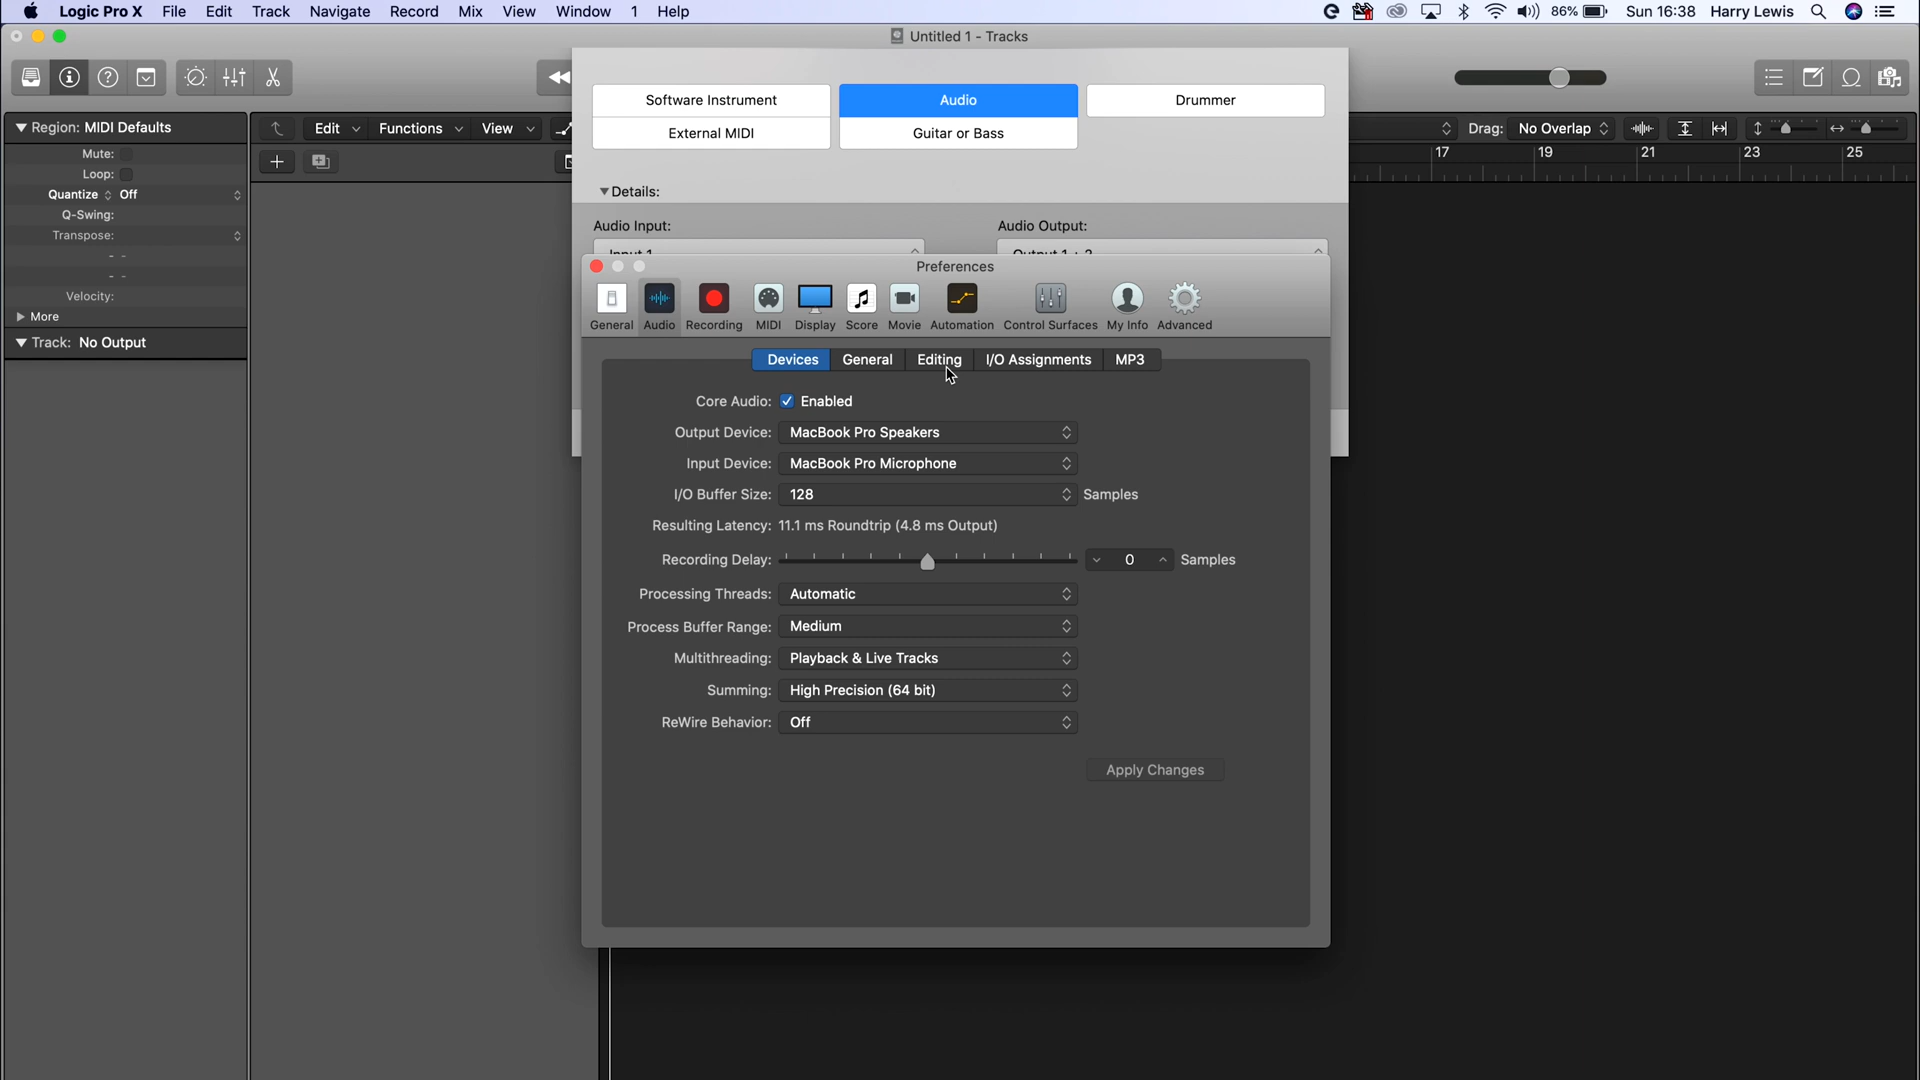 Logic Pro X File Edit Track Navigate Record Mix View Window 1 Help 86% Sun 16:38 Harry Lewis
Untitled 1 - Tracks
Software Instrument Audio Drummer
External MIDI Guitar or Bass
Region: MIDI Defaults
Edit Functions View
Drag: No Overlap
17 19 21 23 25
Mute:
Loop:
Quantize Off
Q-Swing:
Transpose:
Velocity:
More
Track: No Output
Details:
Audio Input: Audio Output:
Input 1 Output 1 + 2
Preferences
General Audio Recording MIDI Display Score Movie Automation Control Surfaces My Info Advanced
Devices General Editing I/O Assignments MP3
Core Audio: Enabled
Output Device: MacBook Pro Speakers
Input Device: MacBook Pro Microphone
I/O Buffer Size: 128 Samples
Resulting Latency: 11.1 ms Roundtrip (4.8 ms Output)
Recording Delay: 0 Samples
Processing Threads: Automatic
Process Buffer Range: Medium
Multithreading: Playback & Live Tracks
Summing: High Precision (64 bit)
ReWire Behavior: Off
Apply Changes